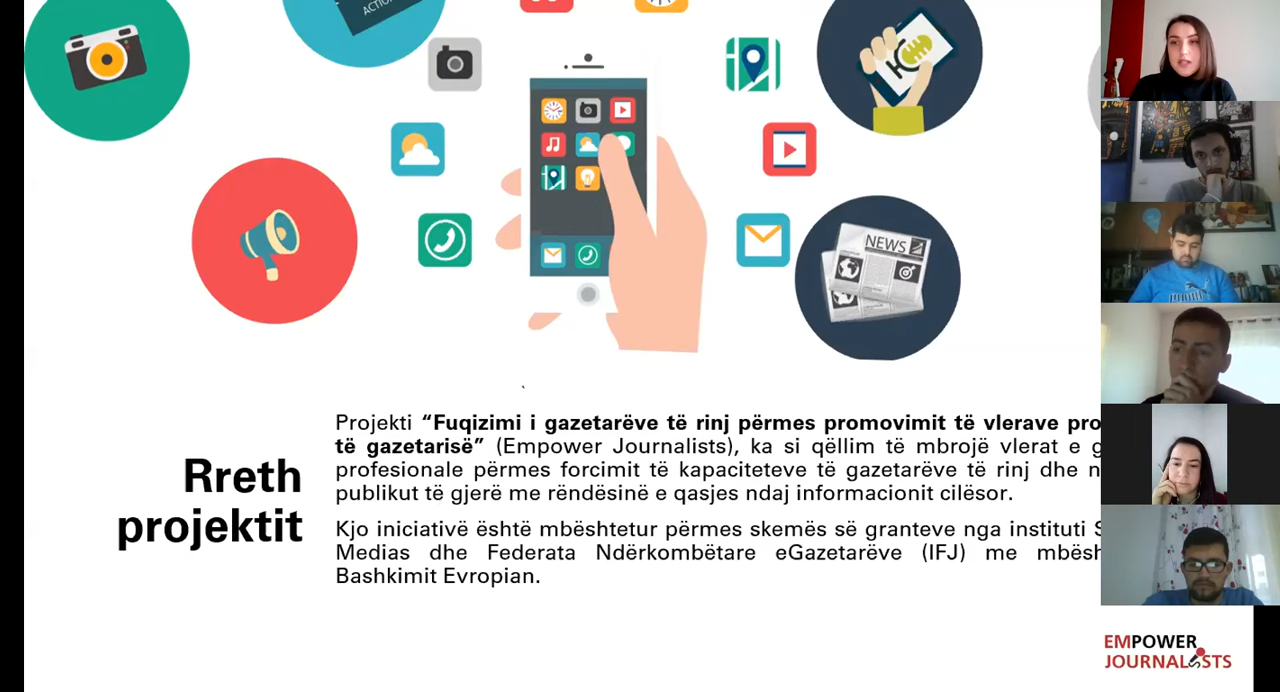 ACTION
NEWS
Rreth
projektit
Projekti “Fuqizimi i gazetarëve të rinj përmes promovimit të vlerave pro
të gazetarisë” (Empower Journalists), ka si qëllim të mbrojë vlerat e g
profesionale përmes forcimit të kapaciteteve të gazetarëve të rinj dhe n
publikut të gjerë me rëndësinë e qasjes ndaj informacionit cilësor.
Kjo iniciativë është mbështetur përmes skemës së granteve nga instituti S
Medias dhe Federata Ndërkombëtare eGazetarëve (IFJ) me mbësh
Bashkimit Evropian.
EMPOWER
JOURNALISTS